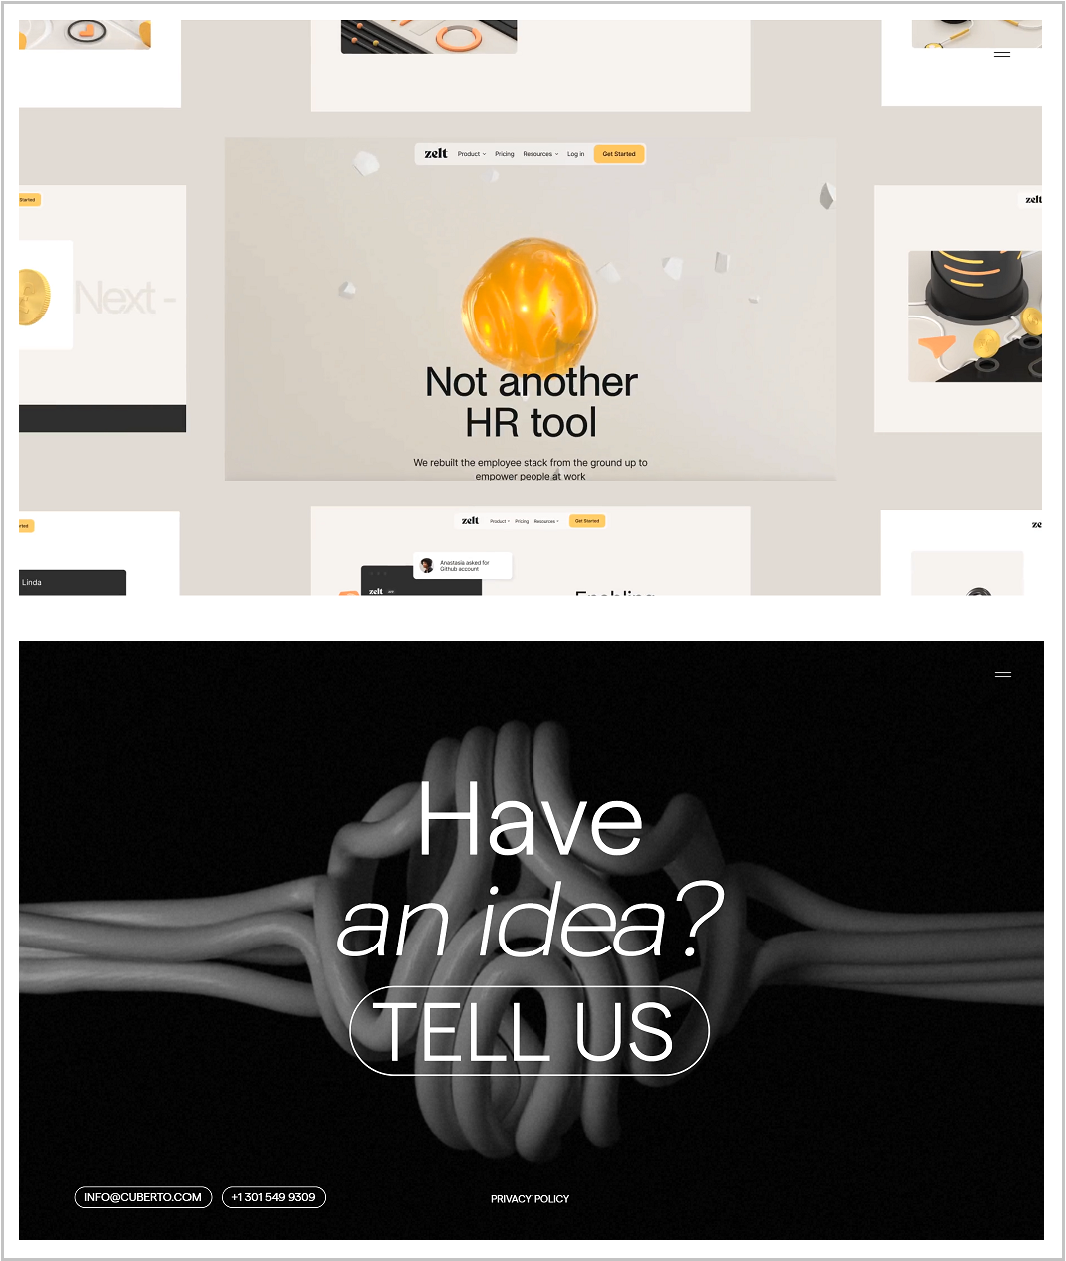 zelt Product Pricing Resources Log in Get Started
Started
zelt
Next -
Not another
HR tool
We rebuilt the employee stack from the ground up to
empower people at work
zelt Product Pricing Resources Get Started
Linda
Anastasia asked for
Github account
zelt
Enabling
Have
an idea?
TELL US
INFO@CUBERTO.COM +1 301 549 9309 PRIVACY POLICY